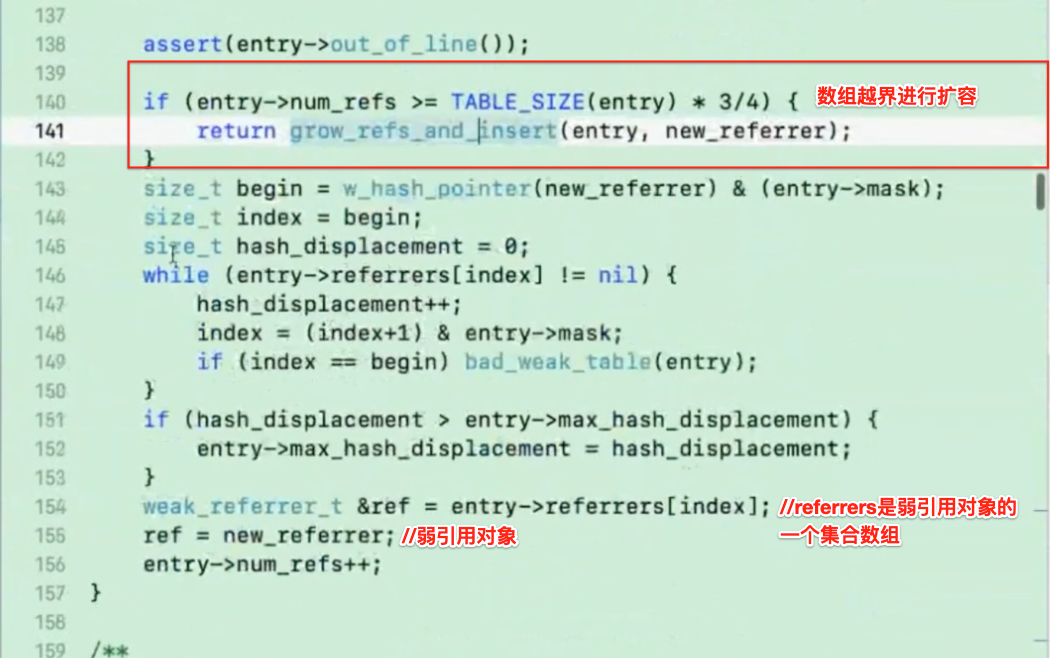 137
138 assert(entry->out_of_line());
139
140 if (entry->num_refs >= TABLE_SIZE(entry) * 3/4) { 数组越界进行扩容
141 return grow_refs_and_insert(entry, new_referrer);
142 }
143 size_t begin = w_hash_pointer(new_referrer) & (entry->mask);
144 size_t index = begin;
145 size_t hash_displacement = 0;
146 while (entry->referrers[index] != nil) {
147 hash_displacement++;
148 index = (index+1) & entry->mask;
149 if (index == begin) bad_weak_table(entry);
150 }
151 if (hash_displacement > entry->max_hash_displacement) {
152 entry->max_hash_displacement = hash_displacement;
153 }
154 weak_referrer_t &ref = entry->referrers[index]; //referrers是弱引用对象的
一个集合数组
155 ref = new_referrer; //弱引用对象
156 entry->num_refs++;
157 }
158
159 /**